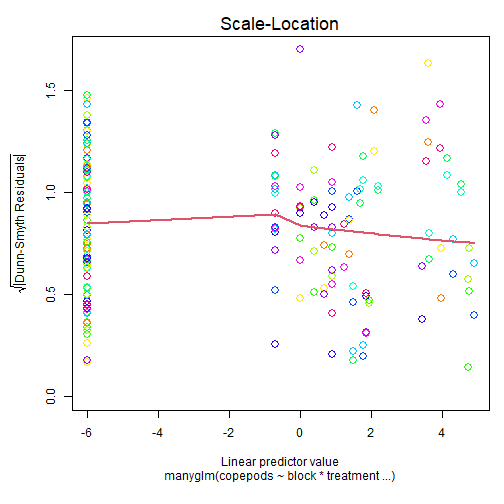 Scale-Location
√|Dunn-Smyth Residuals|
1.5
1.0
0.5
0.0
-6 -4 -2 0 2 4
Linear predictor value
manyglm(copepods ~ block * treatment ...)